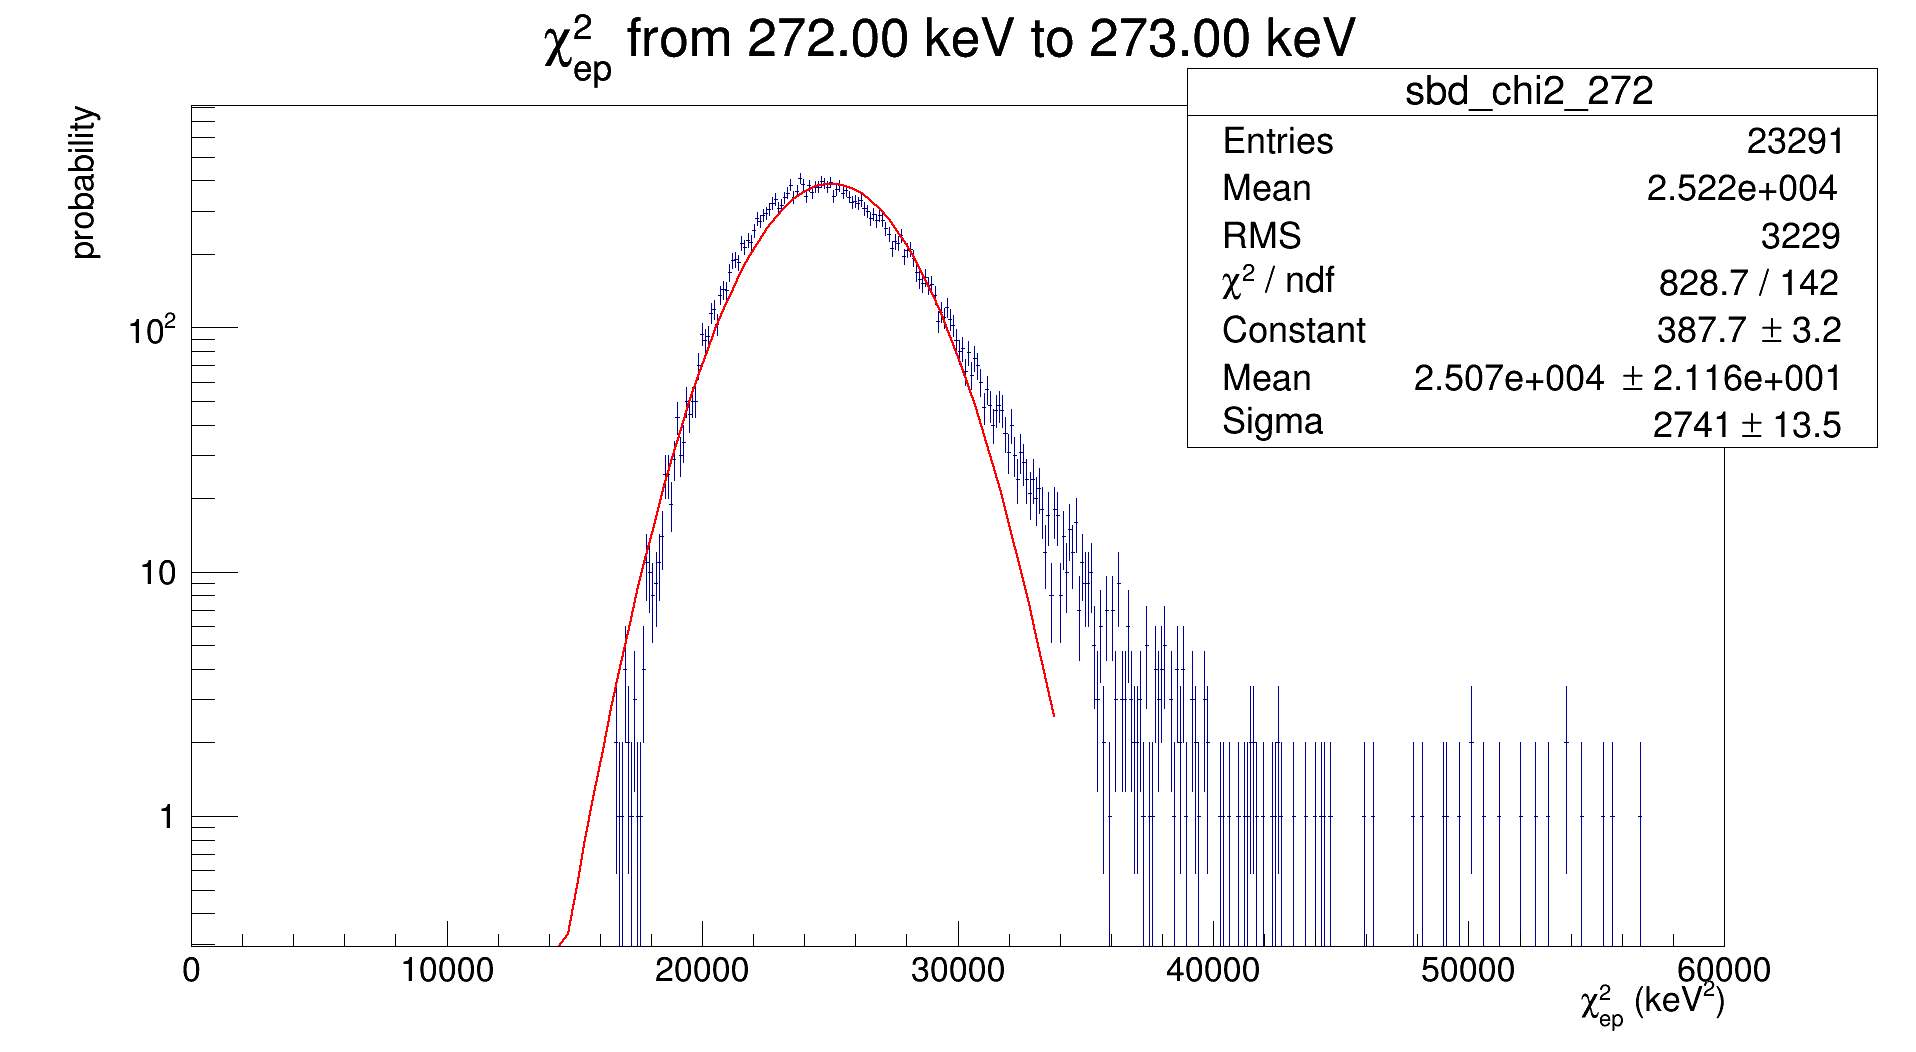 χ²ep from 272.00 keV to 273.00 keV
sbd_chi2_272
Entries 23291
Mean 2.522e+004
RMS 3229
χ² / ndf 828.7 / 142
Constant 387.7 ± 3.2
Mean 2.507e+004 ± 2.116e+001
Sigma 2741 ± 13.5
probability
10²
10
1
0 10000 20000 30000 40000 50000 60000
χ²ep (keV²)